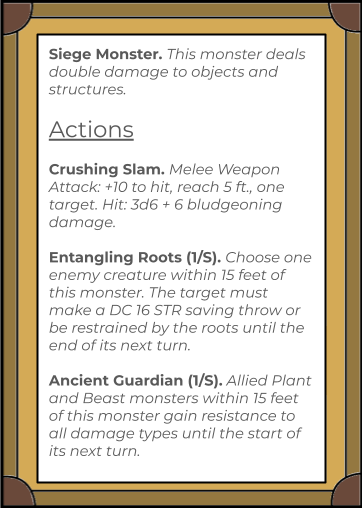 Siege Monster. This monster deals
double damage to objects and
structures.
Actions
Crushing Slam. Melee Weapon
Attack: +10 to hit, reach 5 ft., one
target. Hit: 3d6 + 6 bludgeoning
damage.
Entangling Roots (1/S). Choose one
enemy creature within 15 feet of
this monster. The target must
make a DC 16 STR saving throw or
be restrained by the roots until the
end of its next turn.
Ancient Guardian (1/S). Allied Plant
and Beast monsters within 15 feet
of this monster gain resistance to
all damage types until the start of
its next turn.